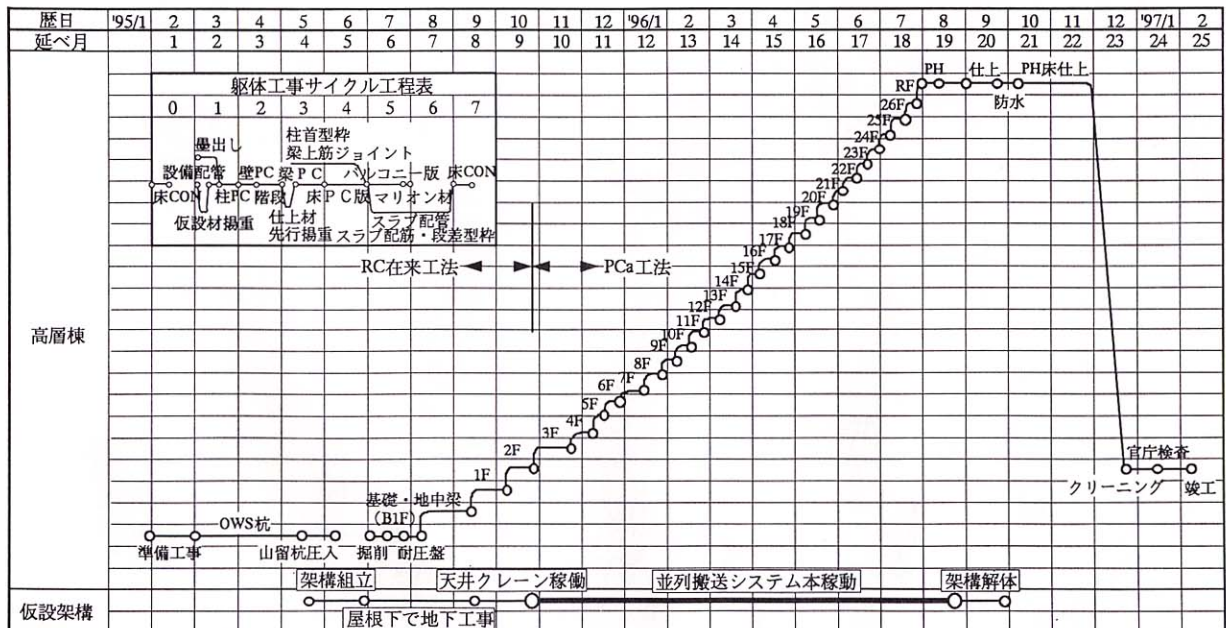 歴日 '95/1 2 3 4 5 6 7 8 9 10 11 12 '96/1 2 3 4 5 6 7 8 9 10 11 12 '97/1 2
延べ月 1 2 3 4 5 6 7 8 9 10 11 12 13 14 15 16 17 18 19 20 21 22 23 24 25
高層棟
躯体工事サイクル工程表
0 1 2 3 4 5 6 7
墨出し
柱首型枠
梁上筋ジョイント
設備配管 壁PC 梁PC バルコニー版 床CON
床CON 柱PC 階段 床PC版 マリオン材
仮設材揚重
仕上材
先行揚重
スラブ配管
スラブ配筋・段差型枠
RC在来工法 PCa工法
PH 仕上 PH床仕上
防水
RF
26F
25F
24F
23F
22F
21F
20F
19F
18F
17F
16F
15F
14F
13F
12F
11F
10F
9F
8F
7F
6F
5F
4F
3F
2F
1F
基礎・地中梁
(B1F)
OWS杭
準備工事 山留杭圧入 掘削 耐圧盤
官庁検査
クリーニング 竣工
仮設架構
架構組立 天井クレーン稼働 並列搬送システム本稼動 架構解体
屋根下で地下工事